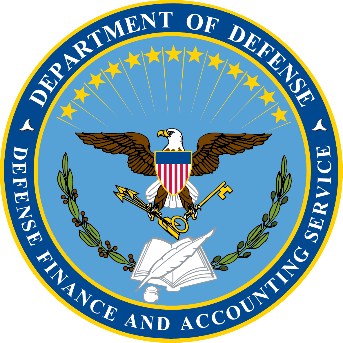 DEPARTMENT OF DEFENSE
DEFENSE FINANCE AND ACCOUNTING SERVICE